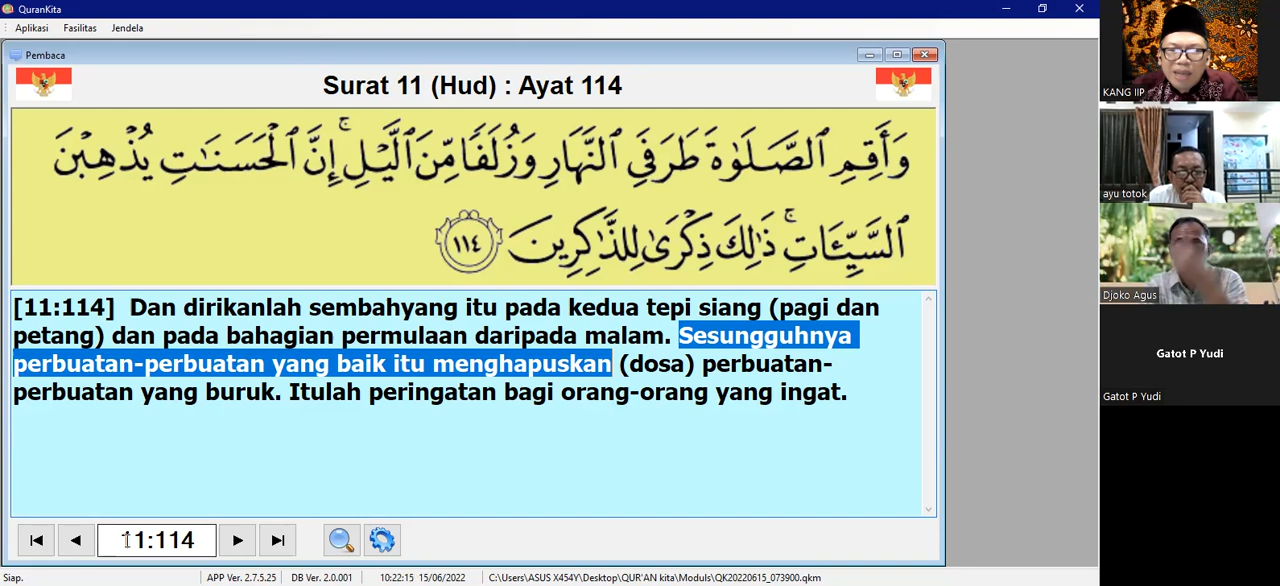 QuranKita
Aplikasi Fasilitas Jendela
Pembaca
Surat 11 (Hud) : Ayat 114
وَأَقِمِ ٱلصَّلَوٰةَ طَرَفَىِ ٱلنَّهَارِ وَزُلَفًا مِّنَ ٱلَّيْلِ ۚ إِنَّ ٱلْحَسَنَـٰتِ يُذْهِبْنَ
ٱلسَّيِّـَٔاتِ ۚ ذَٰلِكَ ذِكْرَىٰ لِلذَّٰكِرِينَ ١١٤
[11:114] Dan dirikanlah sembahyang itu pada kedua tepi siang (pagi dan
petang) dan pada bahagian permulaan daripada malam. Sesungguhnya
perbuatan-perbuatan yang baik itu menghapuskan (dosa) perbuatan-
perbuatan yang buruk. Itulah peringatan bagi orang-orang yang ingat.
11:114
Siap. APP Ver. 2.7.5.25 DB Ver. 2.0.001 10:22:15 15/06/2022 C:\Users\ASUS X454Y\Desktop\QUR'AN kita\Moduls\QK20220615_073900.qkm
KANG IIP
ayu totok
Djoko Agus
Gatot P Yudi
Gatot P Yudi